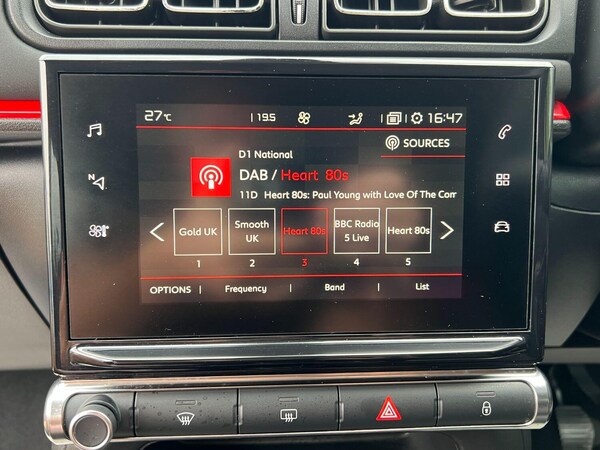 27°C 19.5 16:47
SOURCES
D1 National
DAB / Heart 80s
11D Heart 80s: Paul Young with Love Of The Com
N
Gold UK
Smooth UK
Heart 80s
BBC Radio 5 Live
Heart 80s
1 2 3 4 5
OPTIONS Frequency Band List